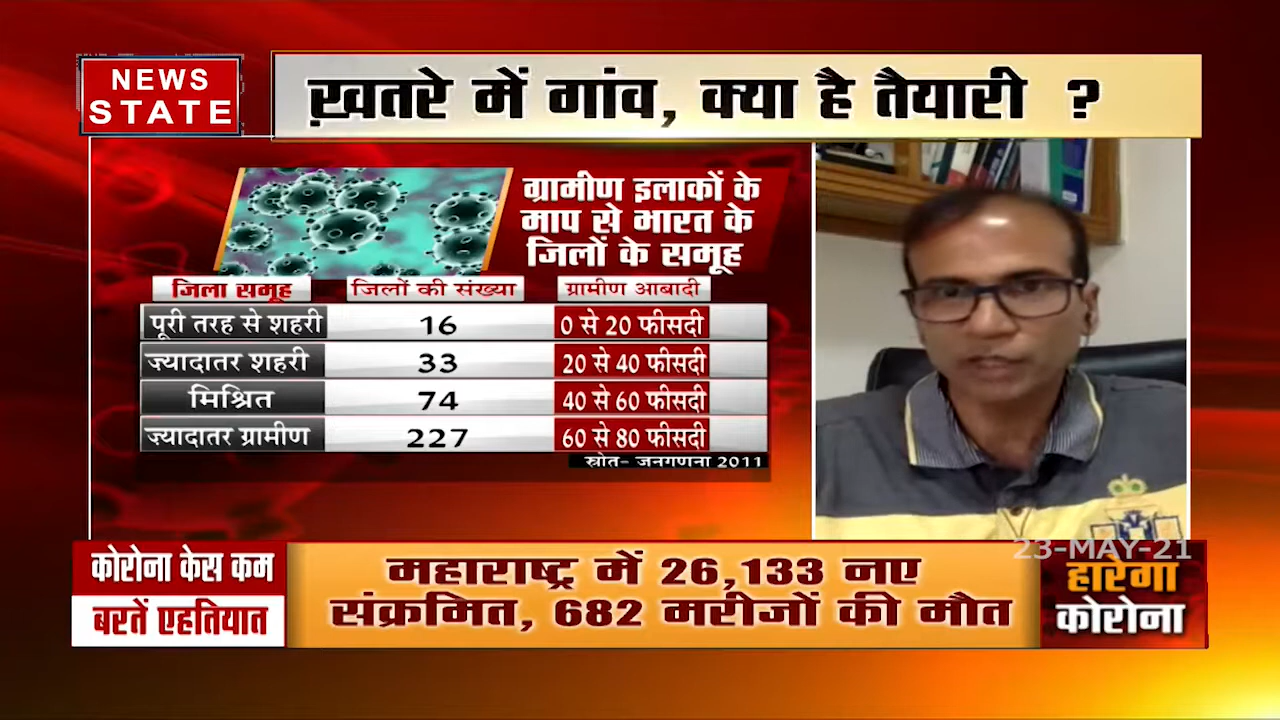 NEWS
STATE
ख़तरे में गांव, क्या है तैयारी ?
ग्रामीण इलाकों के
माप से भारत के
जिलों के समूह
जिला समूह जिलों की संख्या ग्रामीण आबादी
पूरी तरह से शहरी 16 0 से 20 फीसदी
ज्यादातर शहरी 33 20 से 40 फीसदी
मिश्रित 74 40 से 60 फीसदी
ज्यादातर ग्रामीण 227 60 से 80 फीसदी
स्रोत- जनगणना 2011
कोरोना केस कम
बरतें एहतियात
महाराष्ट्र में 26,133 नए
संक्रमित, 682 मरीजों की मौत
23-MAY-21
हारेगा
कोरोना